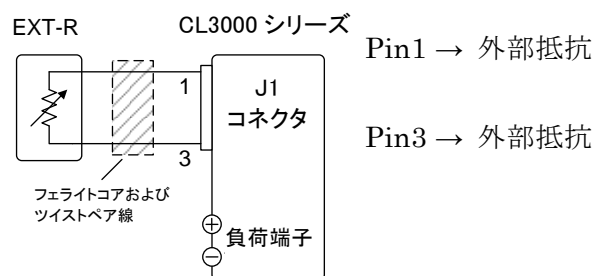 EXT-R
CL3000 シリーズ
Pin1 → 外部抵抗
1
J1
コネクタ
Pin3 → 外部抵抗
3
フェライトコアおよび
ツイストペア線
負荷端子